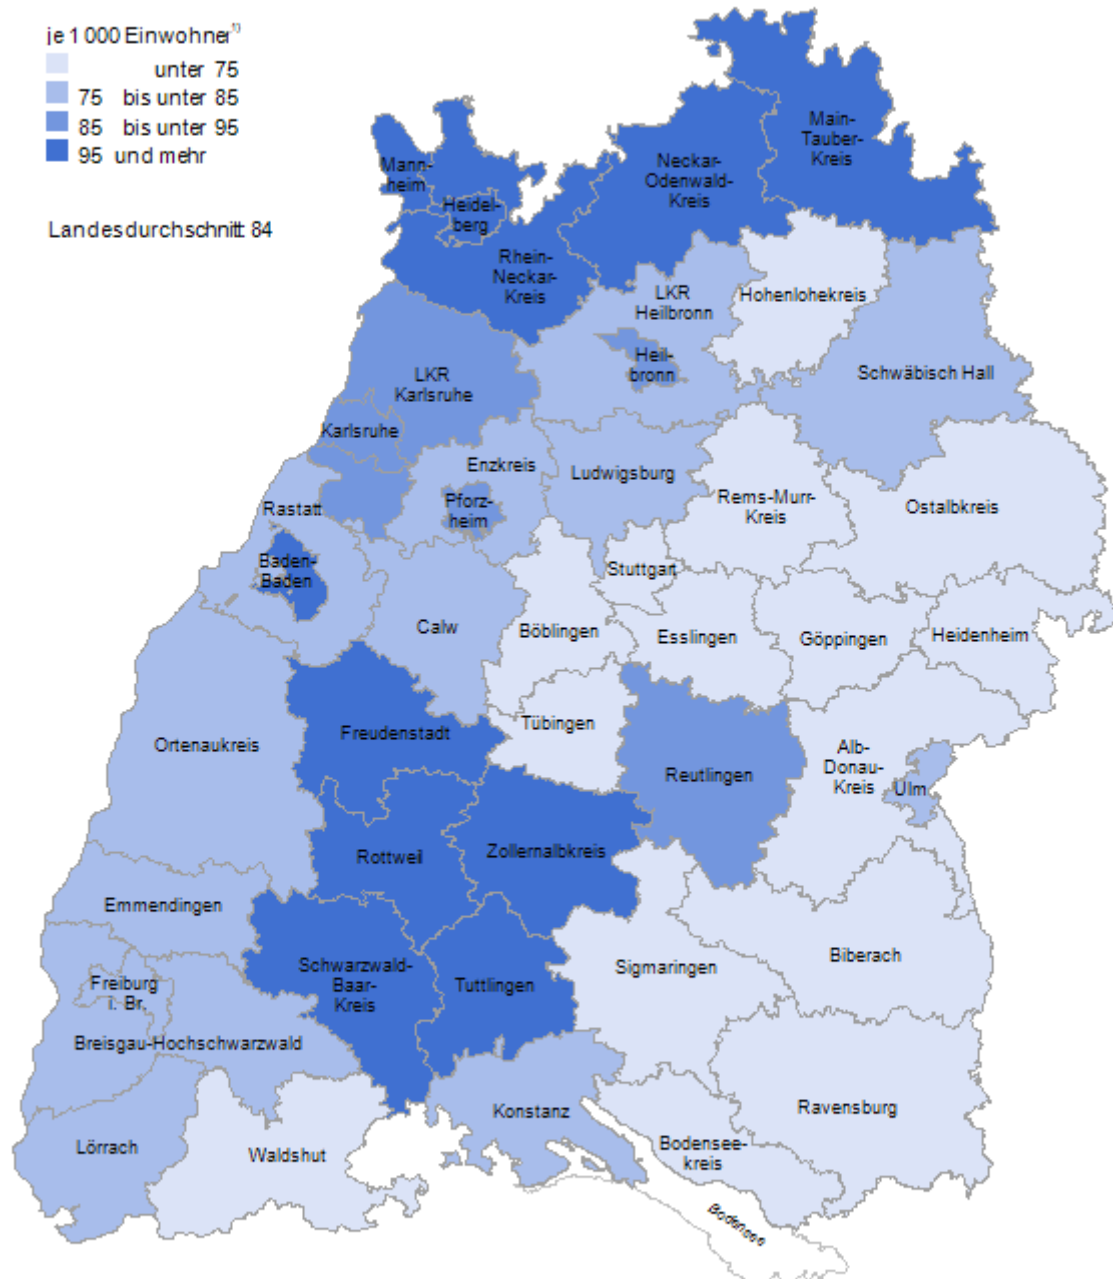 je 1 000 Einwohner¹⁾
unter 75
75 bis unter 85
85 bis unter 95
95 und mehr
Landesdurchschnitt: 84
Main-
Tauber-
Kreis
Neckar-
Odenwald-
Kreis
Mann-
heim
Heidel-
berg
Rhein-
Neckar-
Kreis
LKR
Heilbronn
Hohenlohekreis
Heil-
bronn
Schwäbisch Hall
LKR
Karlsruhe
Karlsruhe
Enzkreis
Ludwigsburg
Rems-Murr-
Kreis
Ostalbkreis
Pforz-
heim
Rastatt
Baden-
Baden
Stuttgart
Calw
Böblingen
Esslingen
Göppingen
Heidenheim
Freudenstadt
Tübingen
Ortenaukreis
Reutlingen
Alb-
Donau-
Kreis
Ulm
Rottweil
Zollernalbkreis
Emmendingen
Biberach
Schwarzwald-
Baar-
Kreis
Tuttlingen
Sigmaringen
Freiburg
i. Br.
Breisgau-Hochschwarzwald
Konstanz
Ravensburg
Lörrach
Waldshut
Bodensee-
kreis
Bodensee